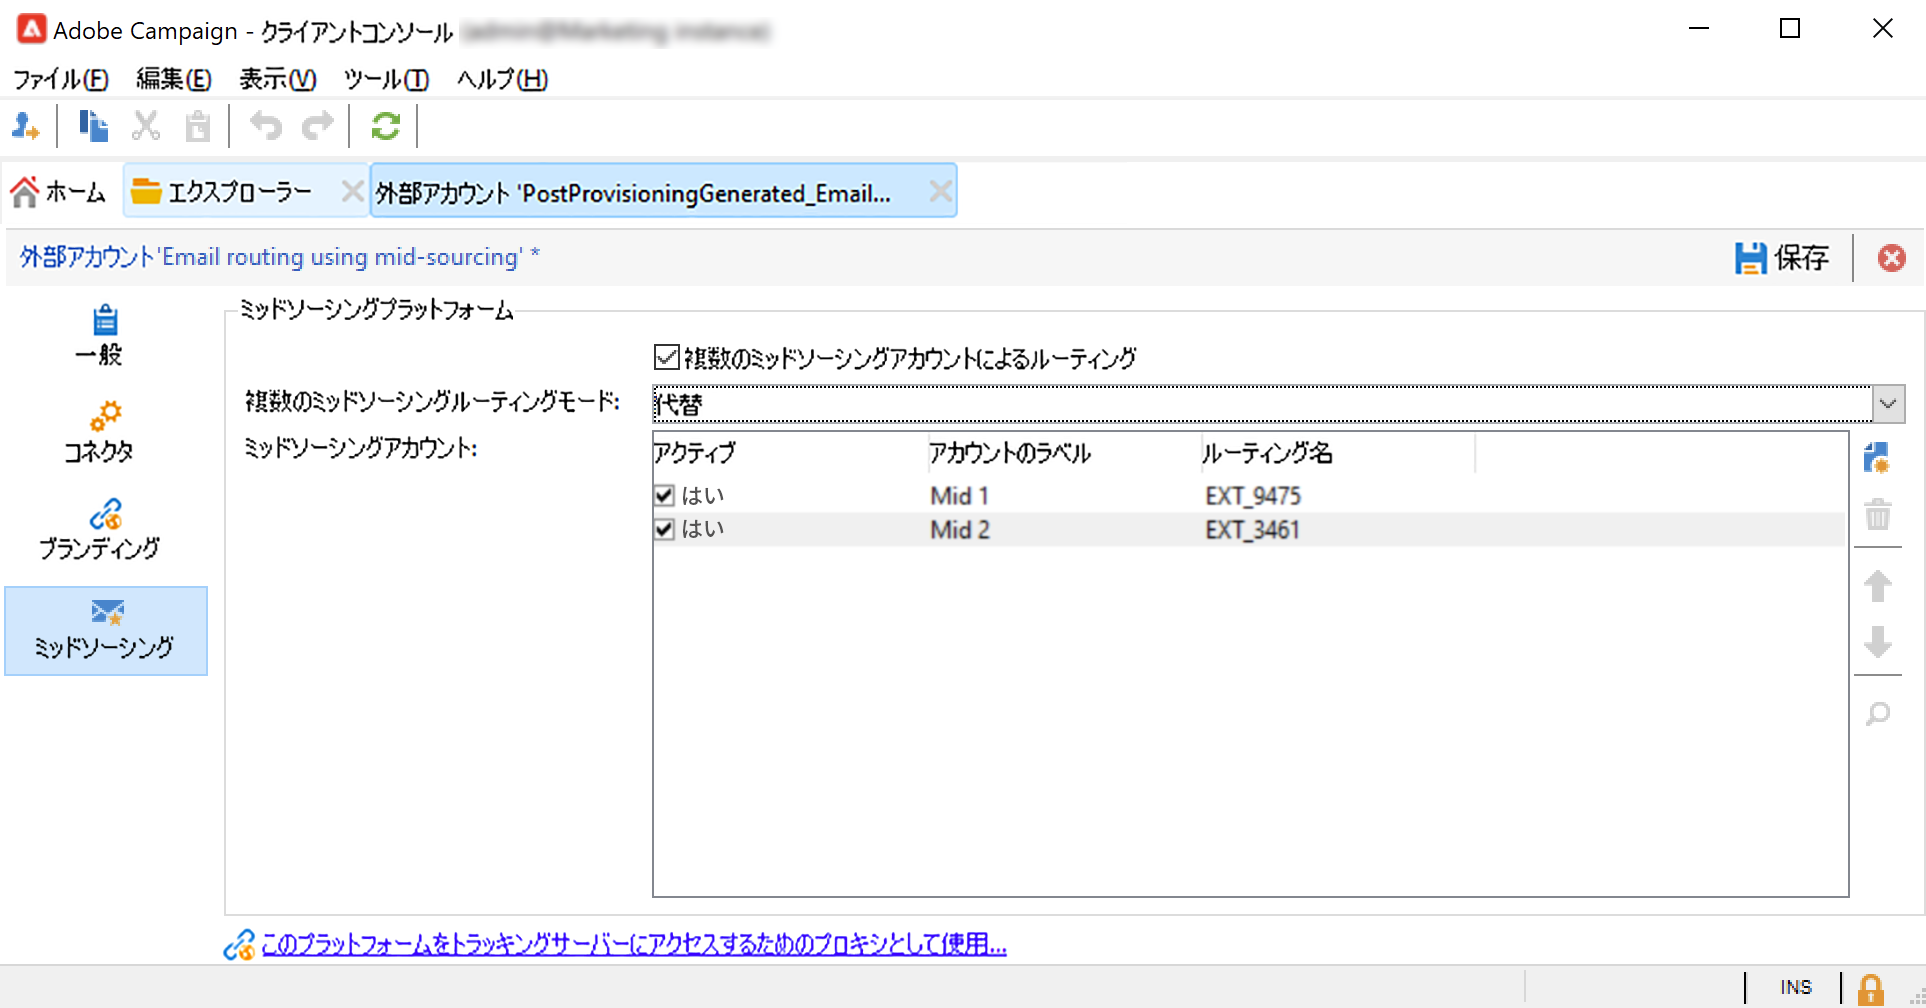 Adobe Campaign - クライアントコンソール
ファイル(F) 編集(E) 表示(V) ツール(T) ヘルプ(H)
ホーム エクスプローラー 外部アカウント 'PostProvisioningGenerated_Email...
外部アカウント'Email routing using mid-sourcing' * 保存
一般
コネクタ
ブランディング
ミッドソーシング
ミッドソーシングプラットフォーム
複数のミッドソーシングアカウントによるルーティング
複数のミッドソーシングルーティングモード: 代替
ミッドソーシングアカウント:
アクティブ アカウントのラベル ルーティング名
はい Mid 1 EXT_9475
はい Mid 2 EXT_3461
このプラットフォームをトラッキングサーバーにアクセスするためのプロキシとして使用...
INS